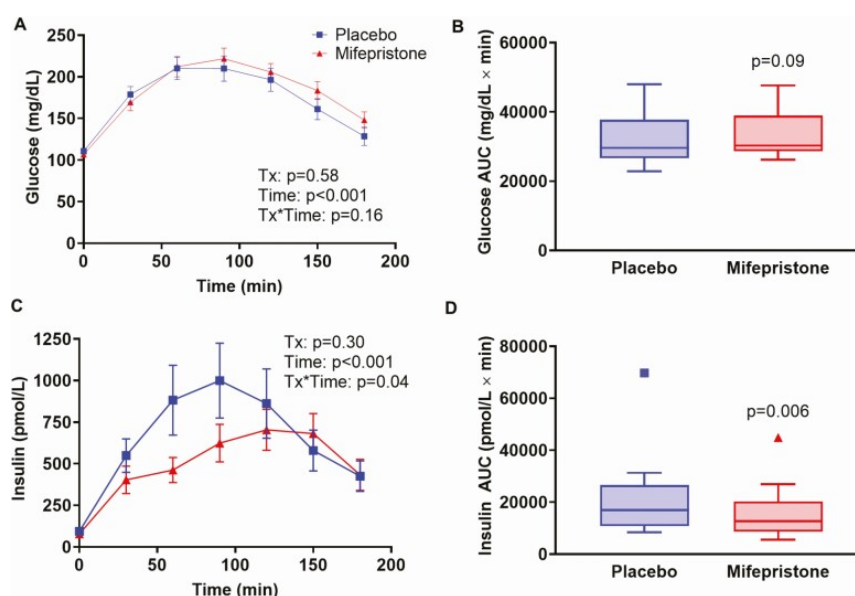 A
Placebo
Mifepristone
Glucose (mg/dL)
250
200
150
100
50
0
Tx: p=0.58
Time: p<0.001
Tx*Time: p=0.16
0 50 100 150 200
Time (min)
B
Glucose AUC (mg/dL × min)
60000
40000
20000
0
p=0.09
Placebo Mifepristone
C
Insulin (pmol/L)
1250
1000
750
500
250
0
Tx: p=0.30
Time: p<0.001
Tx*Time: p=0.04
0 50 100 150 200
Time (min)
D
Insulin AUC (pmol/L × min)
80000
60000
40000
20000
0
p=0.006
Placebo Mifepristone